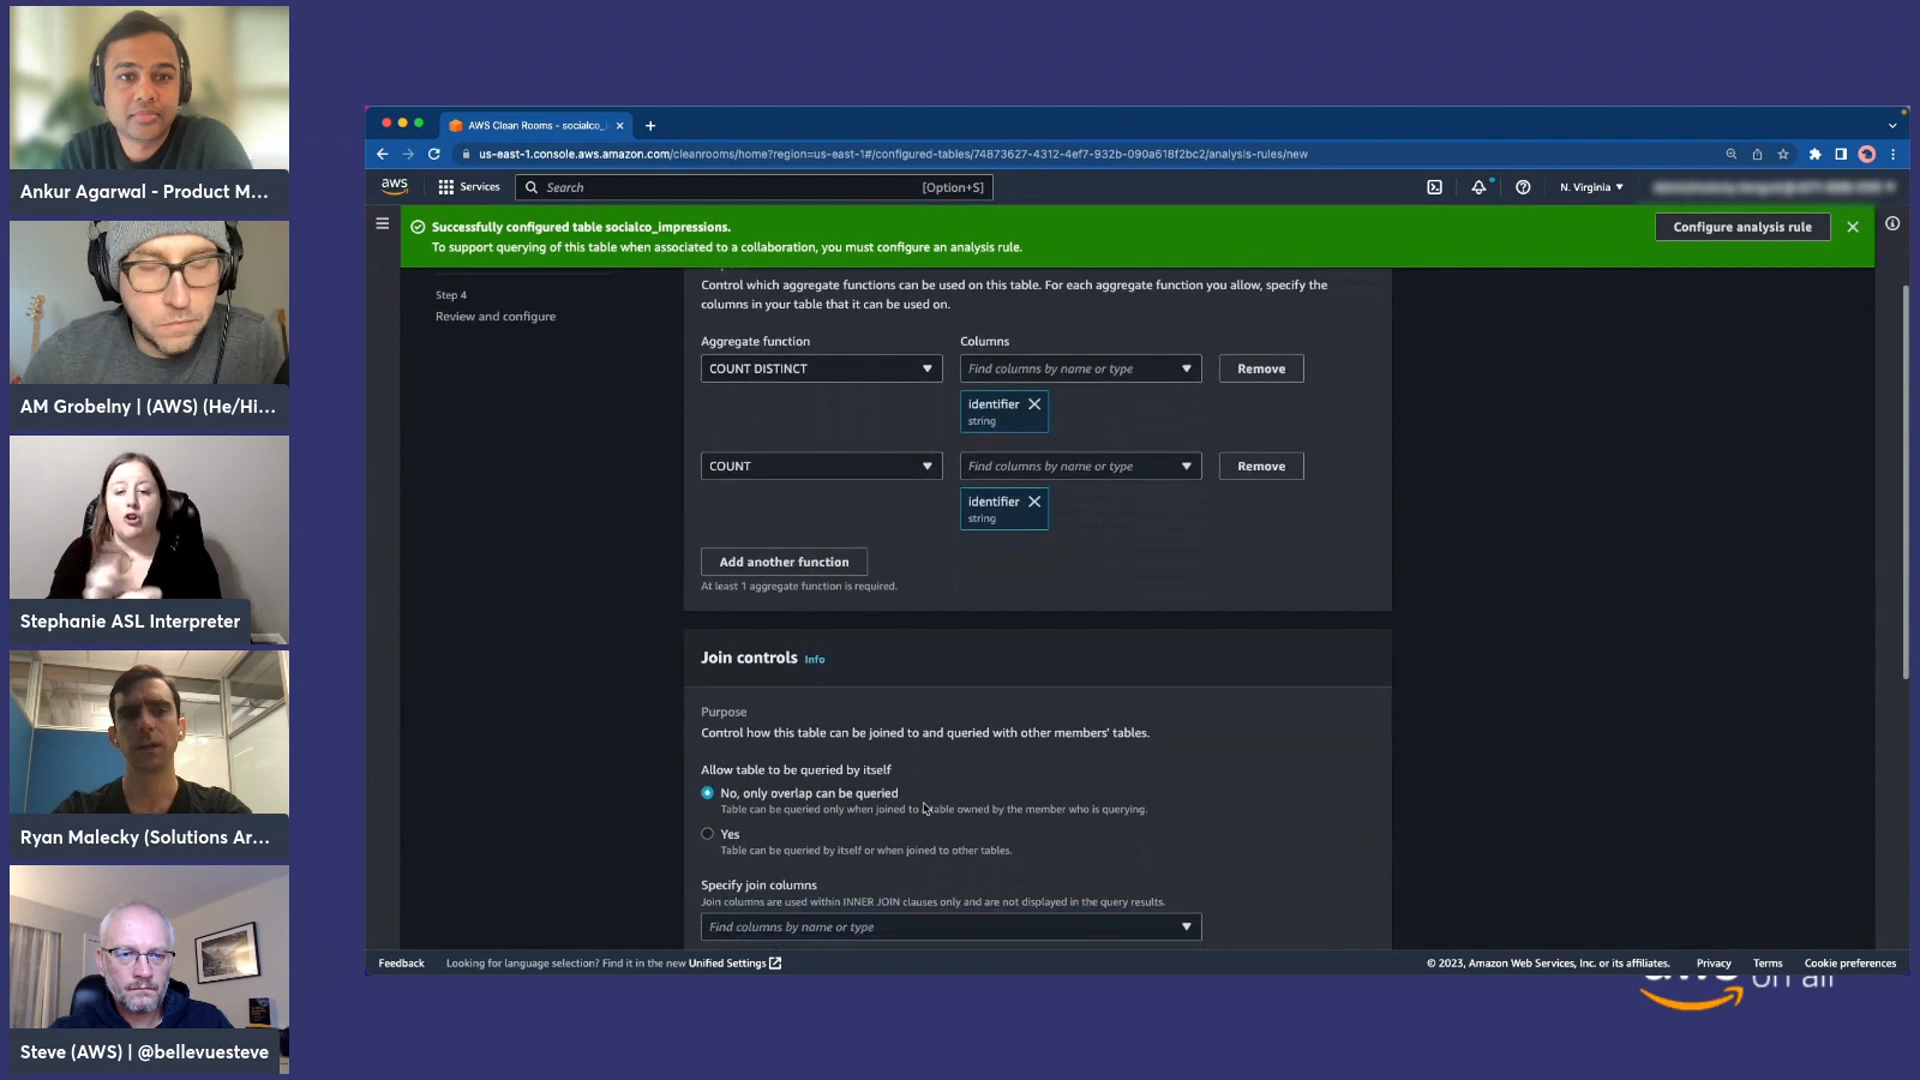 Ankur Agarwal - Product M...
AM Grobelny | (AWS) (He/Hi...
Stephanie ASL Interpreter
Ryan Malecky (Solutions Ar...
Steve (AWS) | @bellevuesteve
AWS Clean Rooms - socialco_i
us-east-1.console.aws.amazon.com/cleanrooms/home?region=us-east-1#/configured-tables/74873627-4312-4ef7-932b-090a618f2bc2/analysis-rules/new
aws
Services
Search
[Option+S]
N. Virginia
Successfully configured table socialco_impressions.
To support querying of this table when associated to a collaboration, you must configure an analysis rule.
Configure analysis rule
Step 4
Review and configure
Control which aggregate functions can be used on this table. For each aggregate function you allow, specify the
columns in your table that it can be used on.
Aggregate function
Columns
COUNT DISTINCT
Find columns by name or type
Remove
identifier
string
COUNT
Find columns by name or type
Remove
identifier
string
Add another function
At least 1 aggregate function is required.
Join controls Info
Purpose
Control how this table can be joined to and queried with other members' tables.
Allow table to be queried by itself
No, only overlap can be queried
Table can be queried only when joined to a table owned by the member who is querying.
Yes
Table can be queried by itself or when joined to other tables.
Specify join columns
Join columns are used within INNER JOIN clauses only and are not displayed in the query results.
Find columns by name or type
Feedback
Looking for language selection? Find it in the new Unified Settings
© 2023, Amazon Web Services, Inc. or its affiliates.
Privacy
Terms
Cookie preferences
aws on air